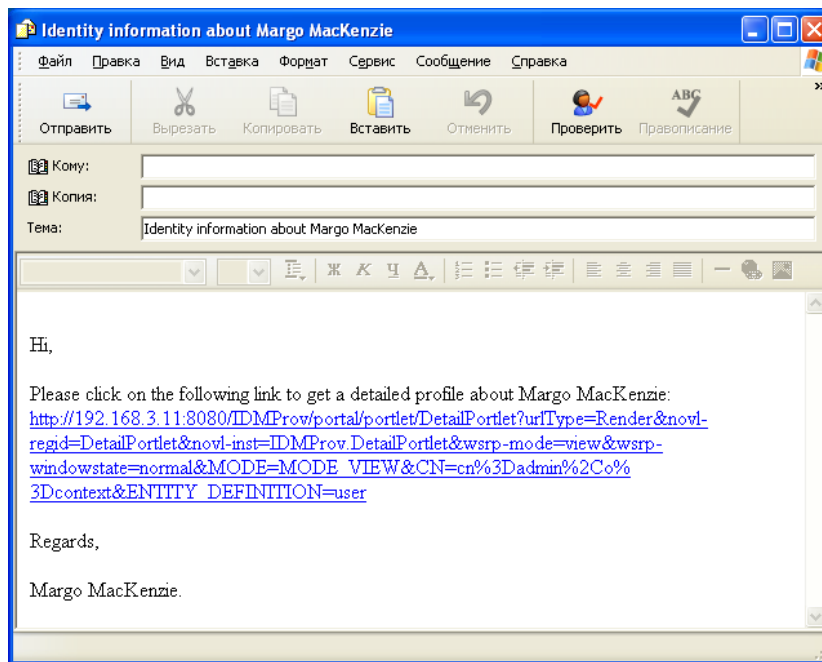 Identity information about Margo MacKenzie
Файл Правка Вид Вставка Формат Сервис Сообщение Справка
Отправить Вырезать Копировать Вставить Отменить Проверить Правописание
Кому:
Копия:
Тема: Identity information about Margo MacKenzie
Ж К Ч А
Hi,
Please click on the following link to get a detailed profile about Margo MacKenzie:
http://192.168.3.11:8080/IDMProv/portal/portlet/DetailPortlet?urlType=Render&novl-
regid=DetailPortlet&novl-inst=IDMProv.DetailPortlet&wsrp-mode=view&wsrp-
windowstate=normal&MODE=MODE_VIEW&CN=cn%3Dadmin%2Co%
3Dcontext&ENTITY_DEFINITION=user
Regards,
Margo MacKenzie.